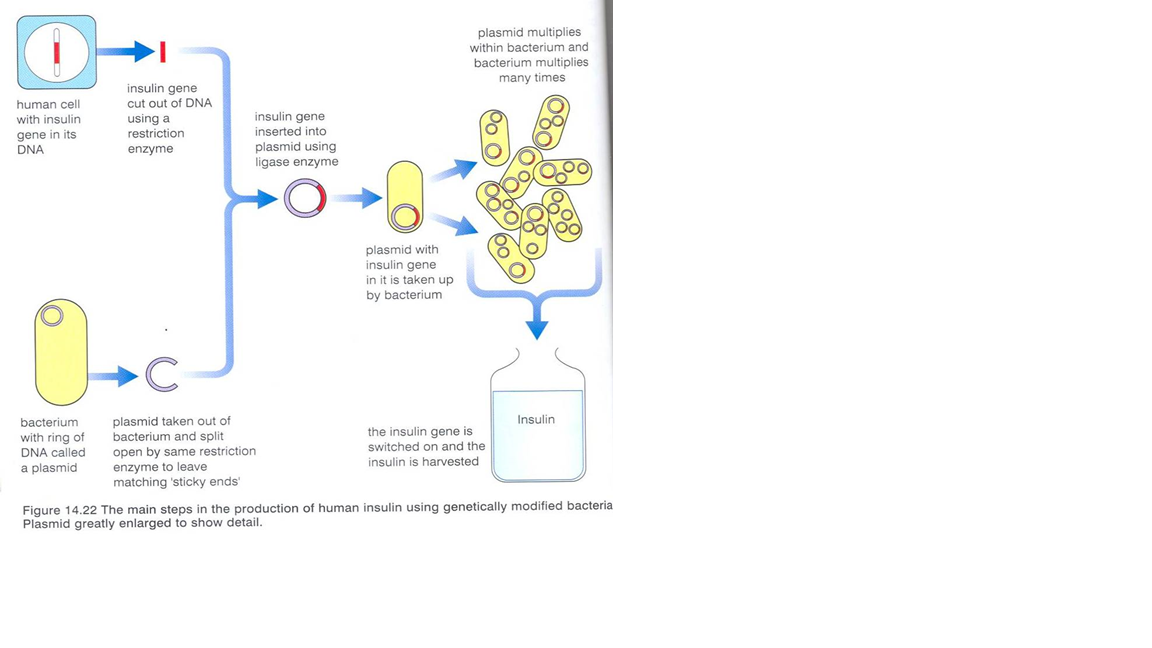 plasmid multiplies
within bacterium and
bacterium multiplies
many times
human cell
with insulin
gene in its
DNA
insulin gene
cut out of DNA
using a
restriction
enzyme
insulin gene
inserted into
plasmid using
ligase enzyme
plasmid with
insulin gene
in it is taken up
by bacterium
bacterium
with ring of
DNA called
a plasmid
plasmid taken out of
bacterium and split
open by same restriction
enzyme to leave
matching 'sticky ends'
the insulin gene is
switched on and the
insulin is harvested
Insulin
Figure 14.22 The main steps in the production of human insulin using genetically modified bacteria
Plasmid greatly enlarged to show detail.